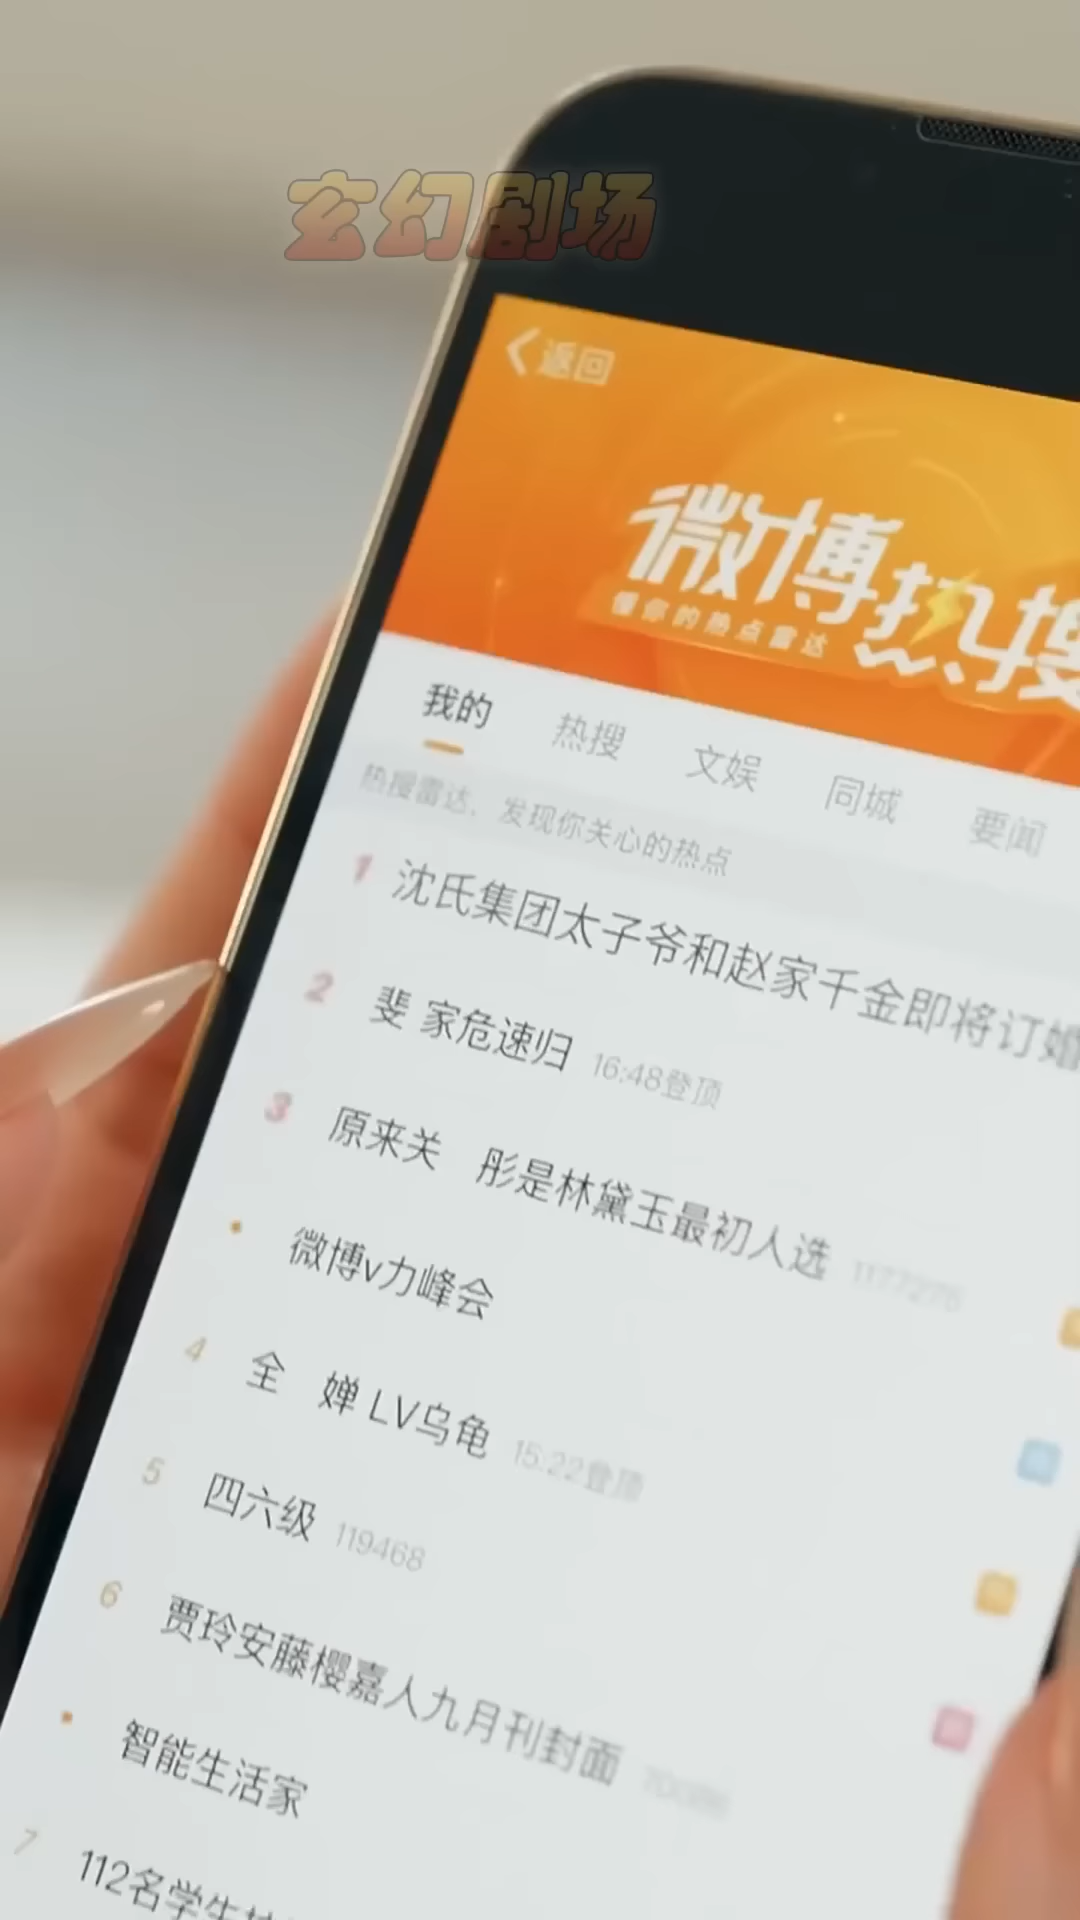 玄幻剧场
返回
微博热搜
懂你的热点雷达
我的 热搜 文娱 同城 要闻
热搜雷达，发现你关心的热点
1 沈氏集团太子爷和赵家千金即将订婚
2 斐 家危速归 16:48登顶
3 原来关 彤是林黛玉最初人选
• 微博v力峰会
4 全 婵 LV乌龟 15:22登顶
5 四六级 119468
6 贾玲安藤樱嘉人九月刊封面
• 智能生活家
7 112名学生